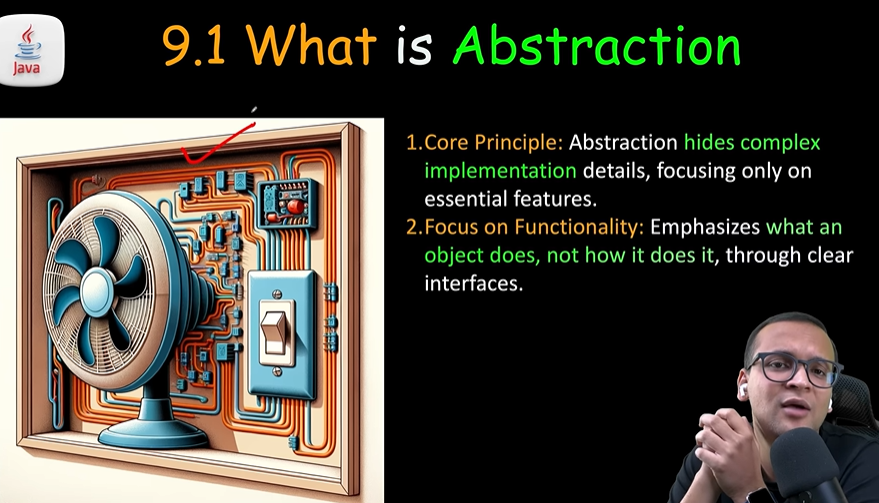 Java
9.1 What is Abstraction
1.Core Principle: Abstraction hides complex
implementation details, focusing only on
essential features.
2.Focus on Functionality: Emphasizes what an
object does, not how it does it, through clear
interfaces.